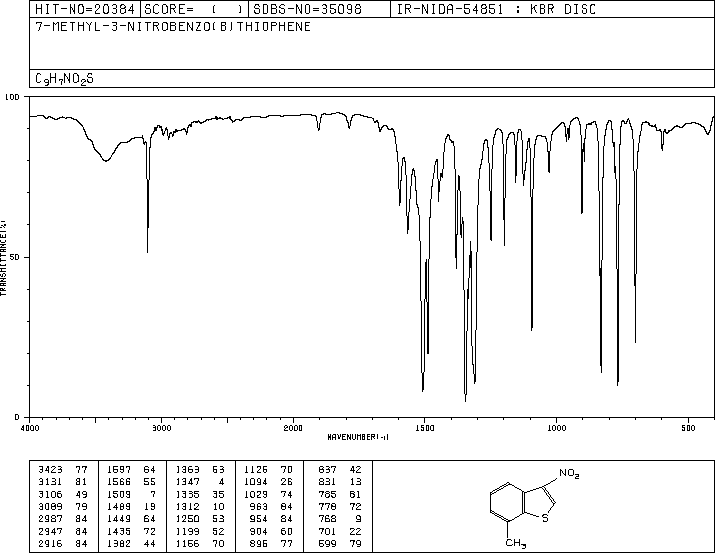 HIT-NO=20384 SCORE= ( ) SDBS-NO=35098 IR-NIDA-54851 : KBR DISC
7-METHYL-3-NITROBENZO(B)THIOPHENE
C9H7NO2S
100
50
0
TRANSMITTANCE(%)
4000 3000 2000 1500 1000 500
WAVENUMBER(-1)
3423 77 1597 64 1363 53 1126 70 837 42
3131 81 1566 55 1347 4 1094 26 831 13
3106 49 1509 7 1335 35 1029 74 785 81
3089 79 1489 19 1312 10 963 84 778 72
2987 84 1449 64 1250 53 954 84 768 9
2947 84 1435 72 1199 52 904 60 701 22
2916 84 1382 44 1156 70 896 77 599 79
NO2
S
CH3